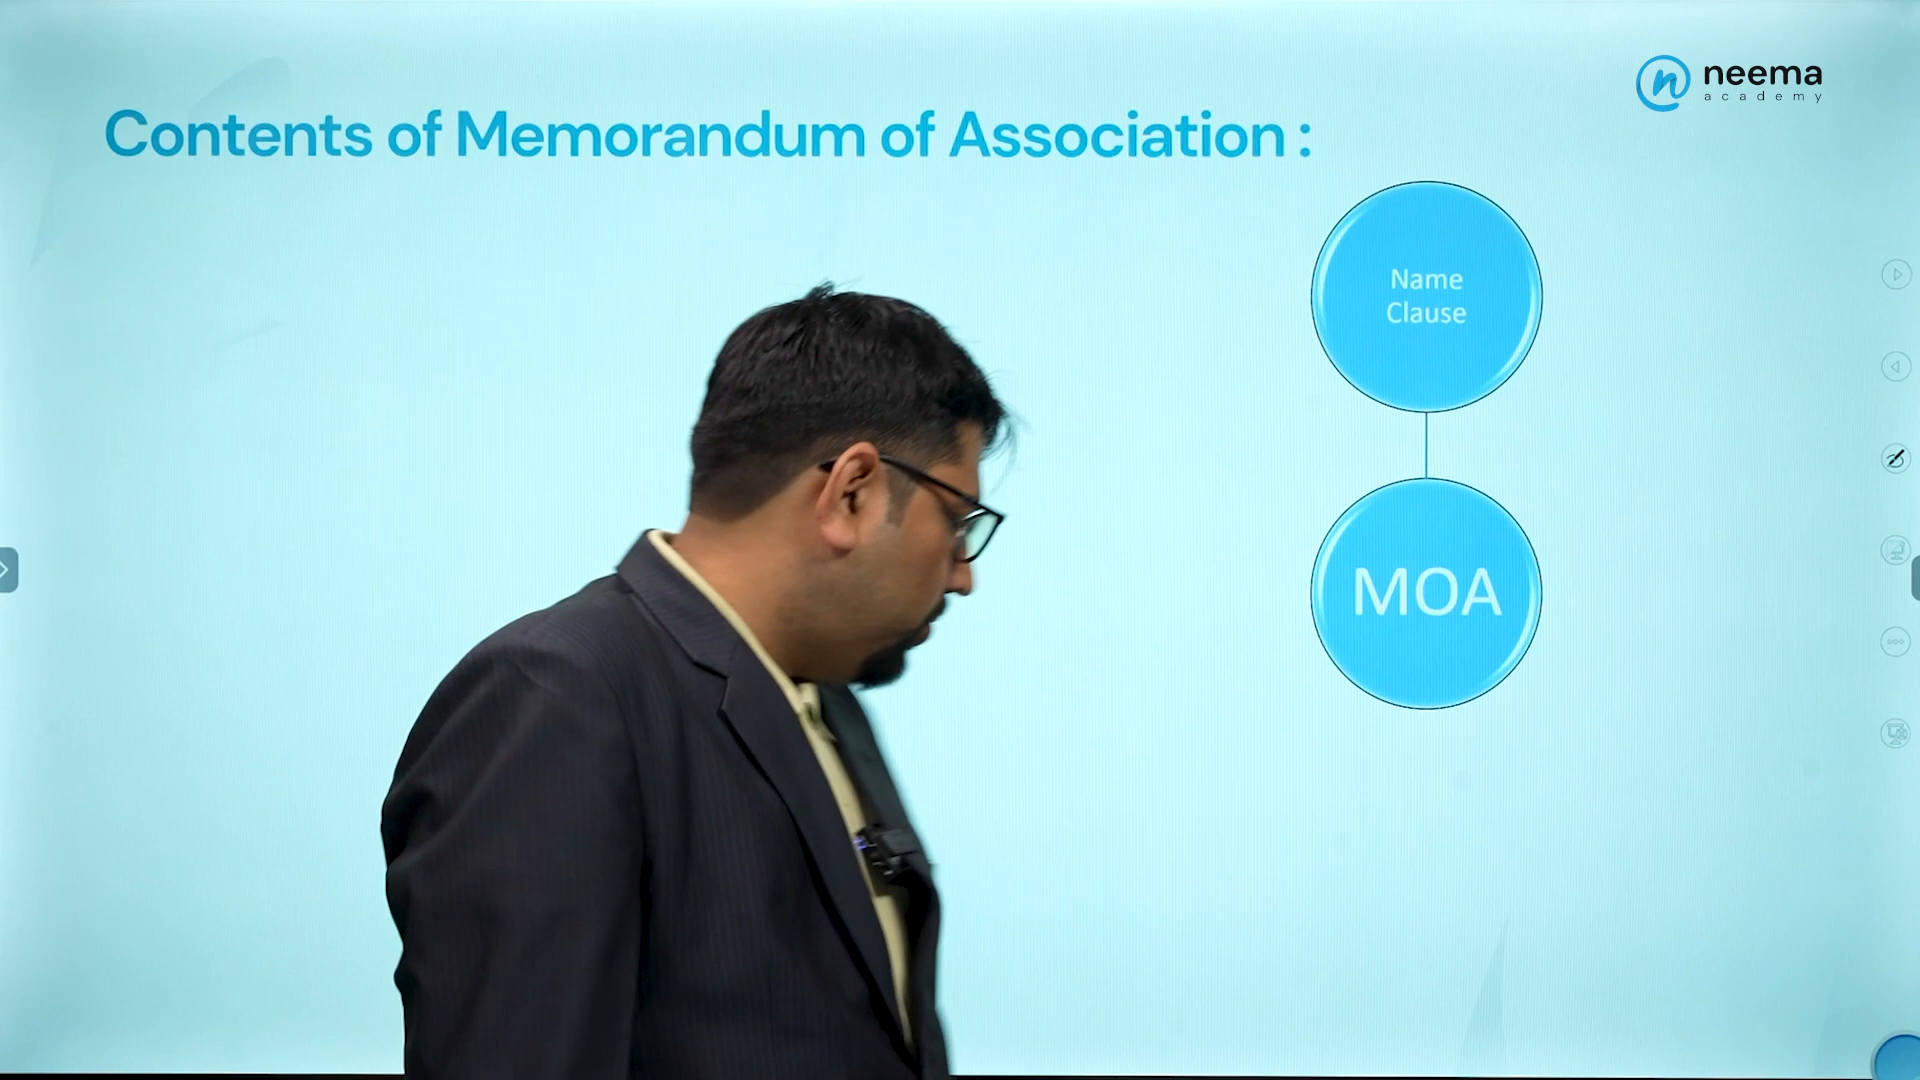 neema
academy
Contents of Memorandum of Association :
Name
Clause
MOA